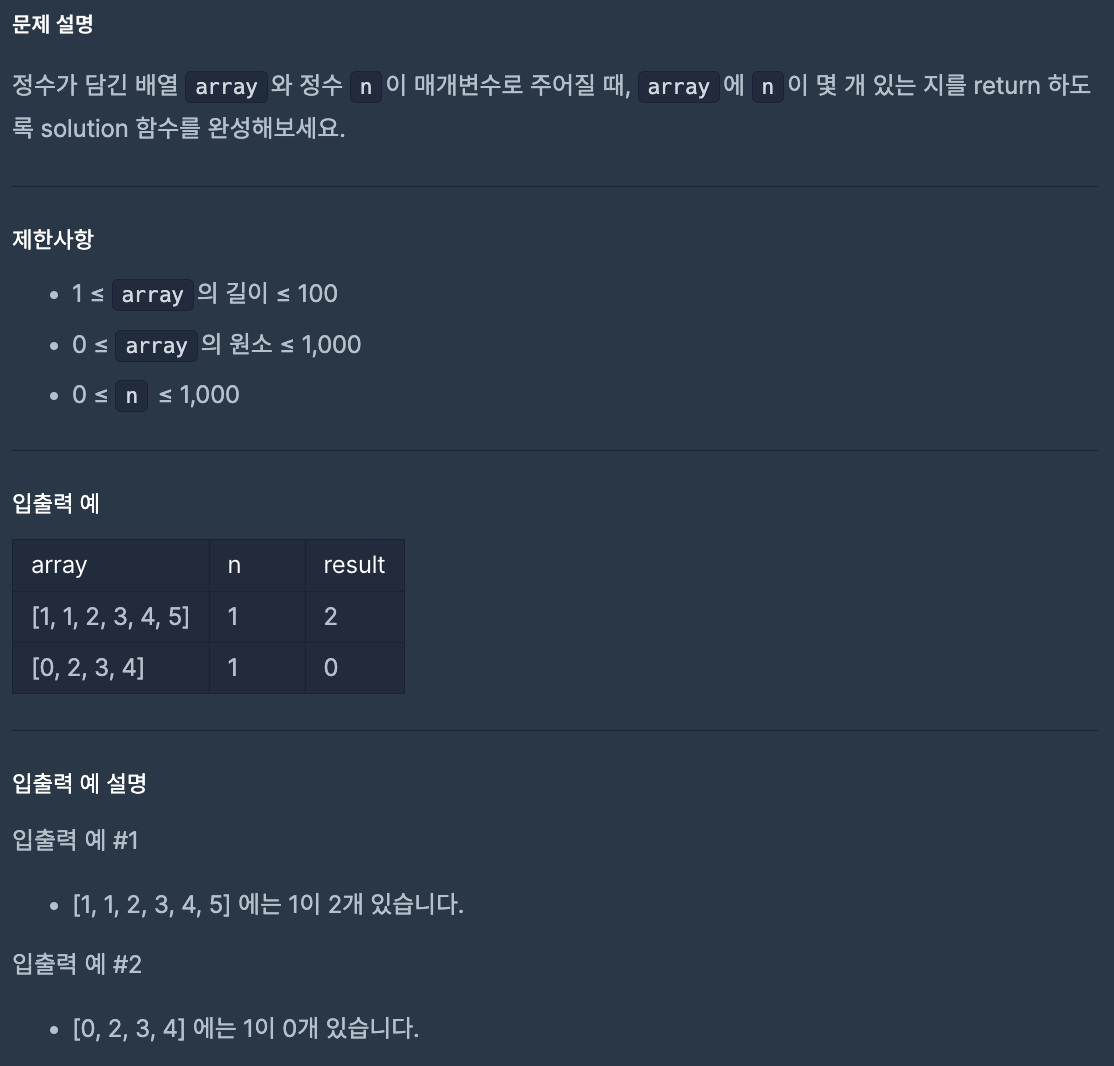 문제 설명
정수가 담긴 배열 array와 정수 n이 매개변수로 주어질 때, array에 n이 몇 개 있는 지를 return 하도
록 solution 함수를 완성해보세요.
제한사항
• 1 ≤ array의 길이 ≤ 100
• 0 ≤ array의 원소 ≤ 1,000
• 0 ≤ n ≤ 1,000
입출력 예
array n result
[1, 1, 2, 3, 4, 5] 1 2
[0, 2, 3, 4] 1 0
입출력 예 설명
입출력 예 #1
• [1, 1, 2, 3, 4, 5] 에는 1이 2개 있습니다.
입출력 예 #2
• [0, 2, 3, 4] 에는 1이 0개 있습니다.